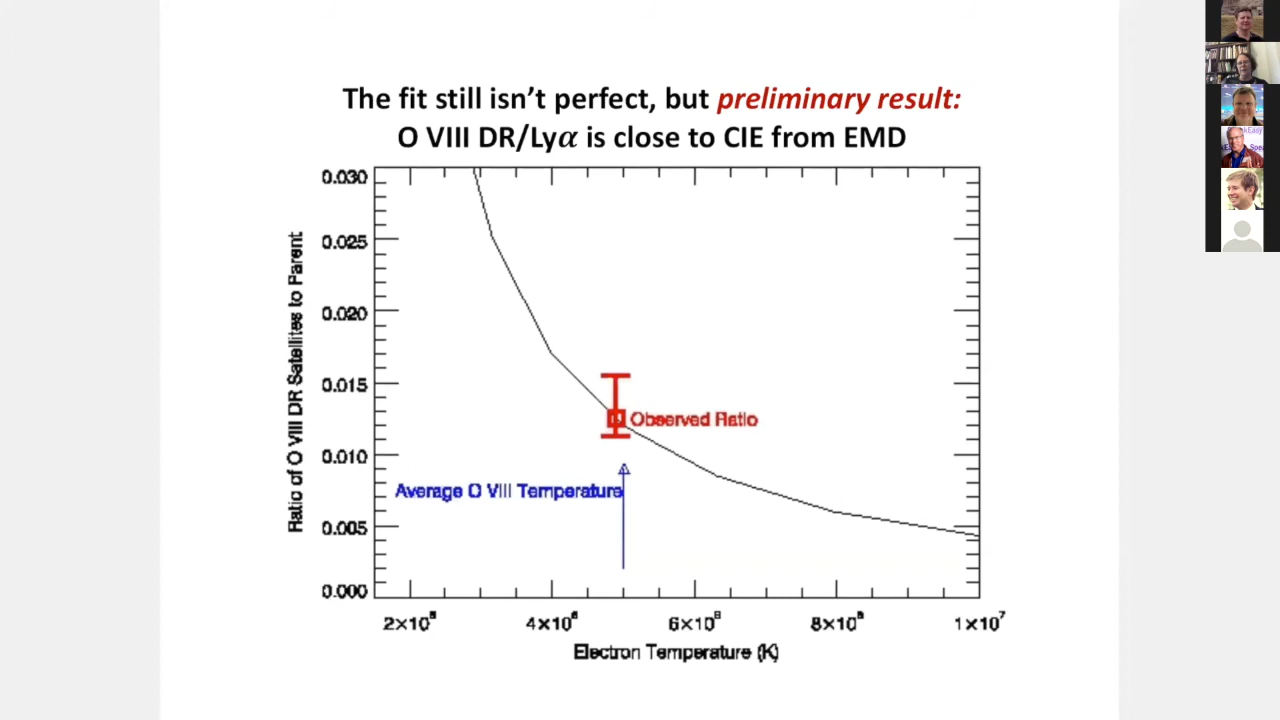 The fit still isn't perfect, but preliminary result:
O VIII DR/Lyα is close to CIE from EMD
Ratio of O VIII DR Satellites to Parent
0.030
0.025
0.020
0.015
0.010
0.005
0.000
Observed Ratio
Average O VIII Temperature
2×10⁶
4×10⁶
6×10⁶
8×10⁶
1×10⁷
Electron Temperature (K)